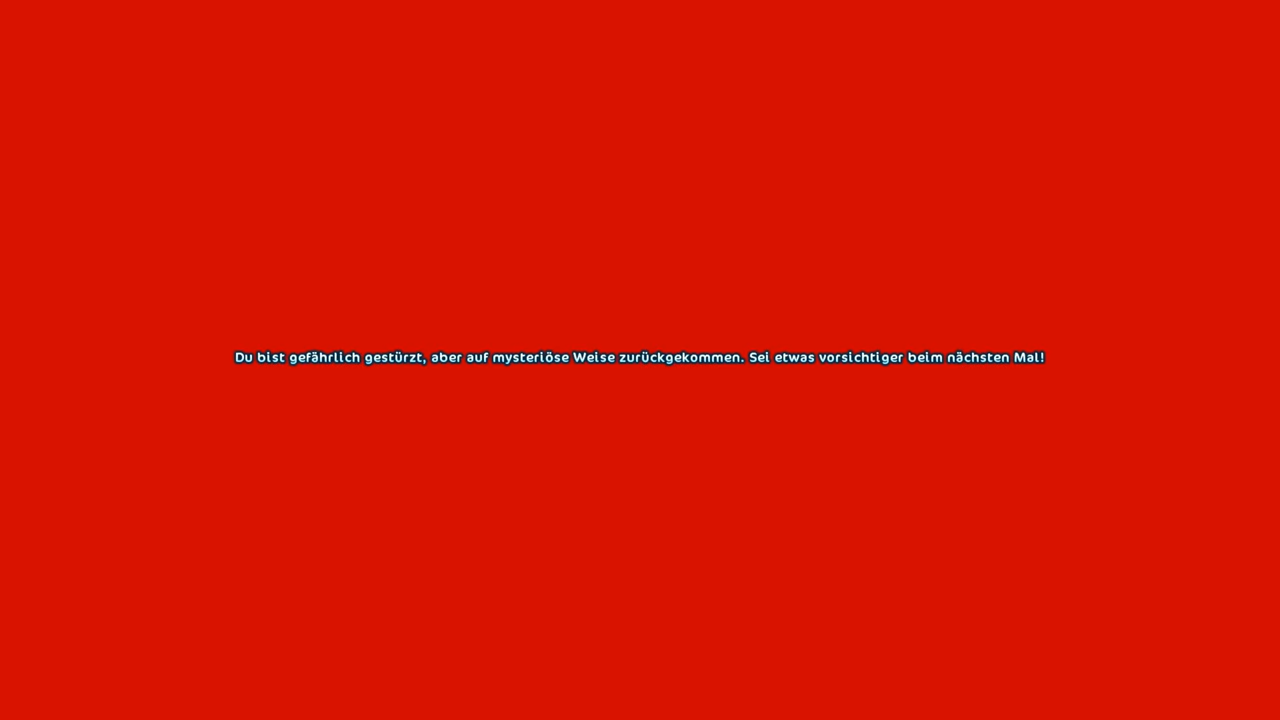 Du bist gefährlich gestürzt, aber auf mysteriöse Weise zurückgekommen. Sei etwas vorsichtiger beim nächsten Mal!